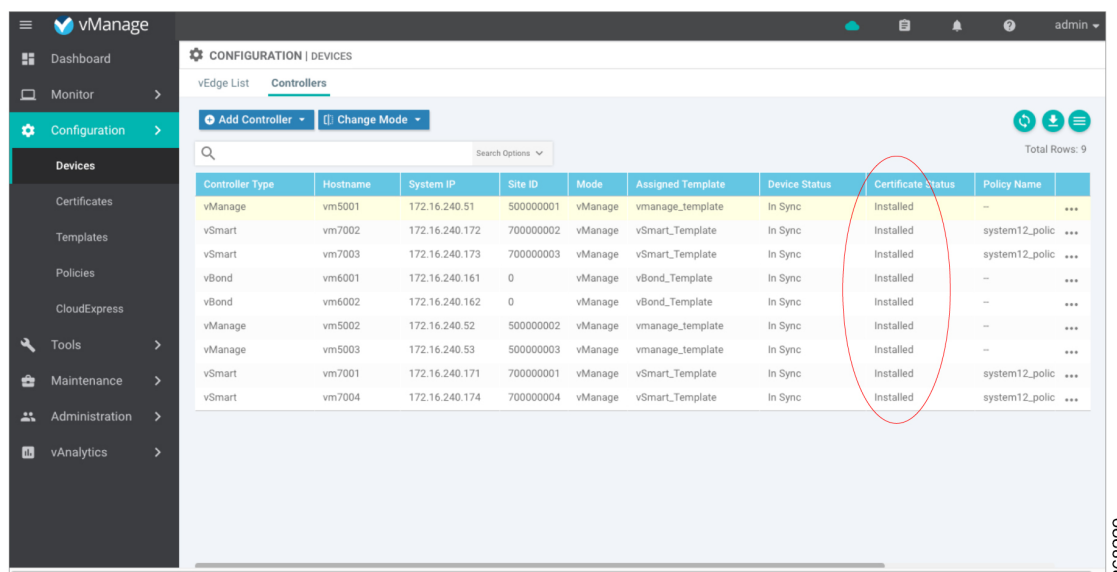 vManage
admin
Dashboard
Monitor
Configuration
Devices
Certificates
Templates
Policies
CloudExpress
Tools
Maintenance
Administration
vAnalytics
CONFIGURATION | DEVICES
vEdge List Controllers
Add Controller Change Mode
Search Options
Total Rows: 9
Controller Type Hostname System IP Site ID Mode Assigned Template Device Status Certificate Status Policy Name
vManage vm5001 172.16.240.51 500000001 vManage vmanage_template In Sync Installed --
vSmart vm7002 172.16.240.172 700000002 vManage vSmart_Template In Sync Installed system12_polic
vSmart vm7003 172.16.240.173 700000003 vManage vSmart_Template In Sync Installed system12_polic
vBond vm6001 172.16.240.161 0 vManage vBond_Template In Sync Installed --
vBond vm6002 172.16.240.162 0 vManage vBond_Template In Sync Installed --
vManage vm5002 172.16.240.52 500000002 vManage vmanage_template In Sync Installed --
vManage vm5003 172.16.240.53 500000003 vManage vmanage_template In Sync Installed --
vSmart vm7001 172.16.240.171 700000001 vManage vSmart_Template In Sync Installed system12_polic
vSmart vm7004 172.16.240.174 700000004 vManage vSmart_Template In Sync Installed system12_polic